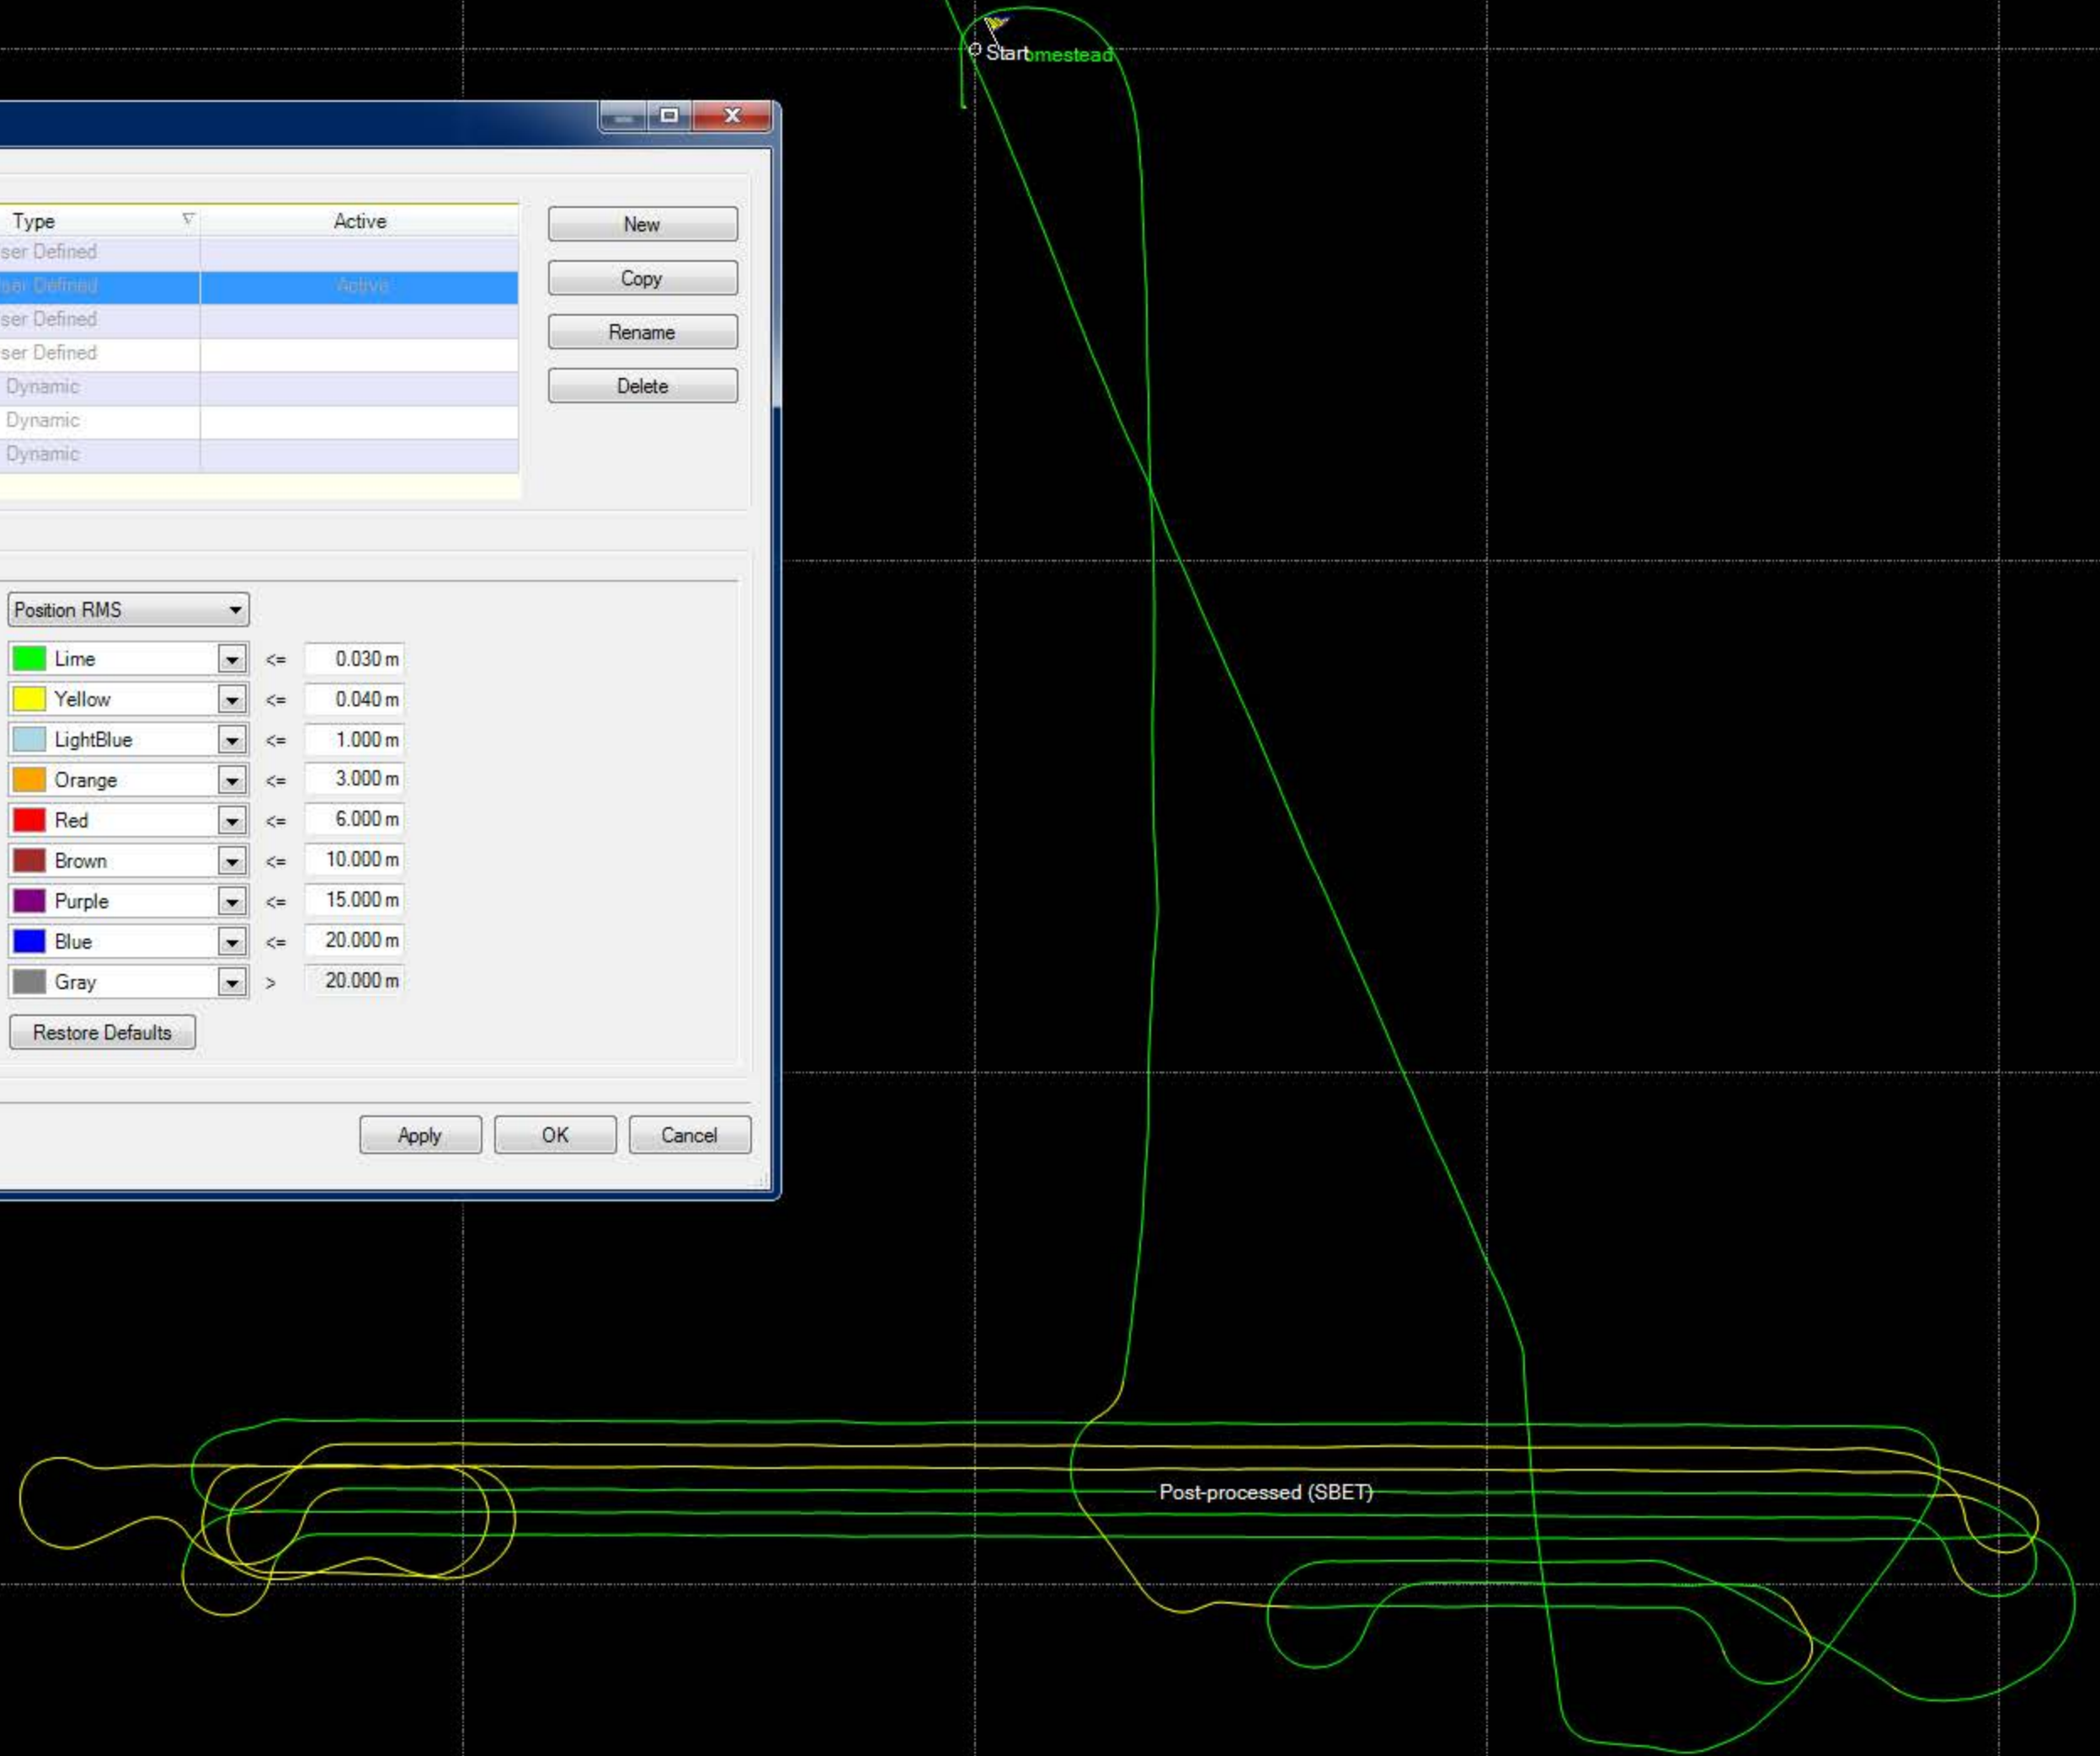 Start
omestead
Type Active
ser Defined
ser Defined Active
ser Defined
ser Defined
Dynamic
Dynamic
Dynamic
New
Copy
Rename
Delete
Position RMS
Lime <= 0.030 m
Yellow <= 0.040 m
LightBlue <= 1.000 m
Orange <= 3.000 m
Red <= 6.000 m
Brown <= 10.000 m
Purple <= 15.000 m
Blue <= 20.000 m
Gray > 20.000 m
Restore Defaults
Apply OK Cancel
Post-processed (SBET)